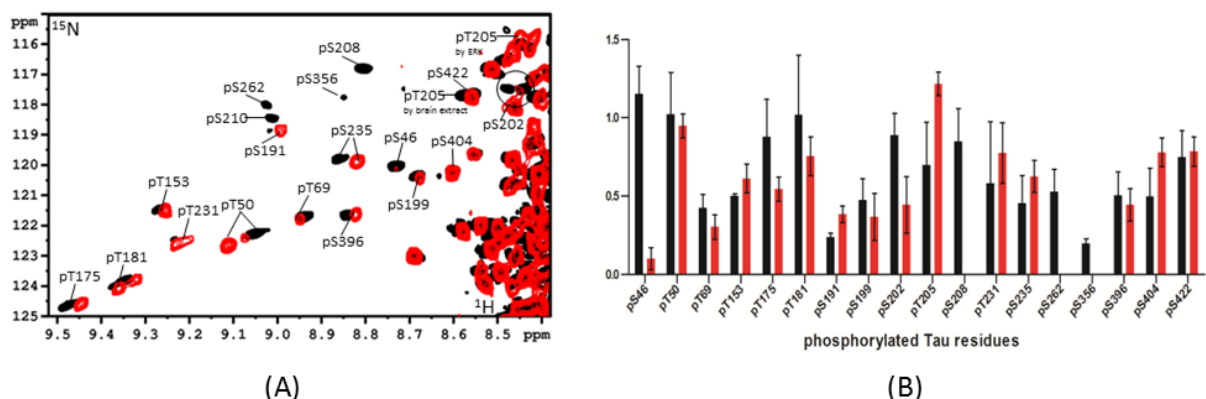 ppm
15N
116
117
118
119
120
121
122
123
124
125
pS208
pT205
by ERK
pS356
pS422
pS262
pT205
by brain extract
pS210
pS202
pS191
pS235
pS46
pS404
pT153
pT69
pS199
pT231
pT50
pS396
pT181
pT175
1H
9.5 9.4 9.3 9.2 9.1 9.0 8.9 8.8 8.7 8.6 8.5 ppm
(A)
1.5
1.0
0.5
0.0
pS46 pT50 pT69 pT153 pT175 pT181 pS191 pS199 pS202 pT205 pS208 pT231 pS235 pS262 pS356 pS396 pS404 pS422
phosphorylated Tau residues
(B)